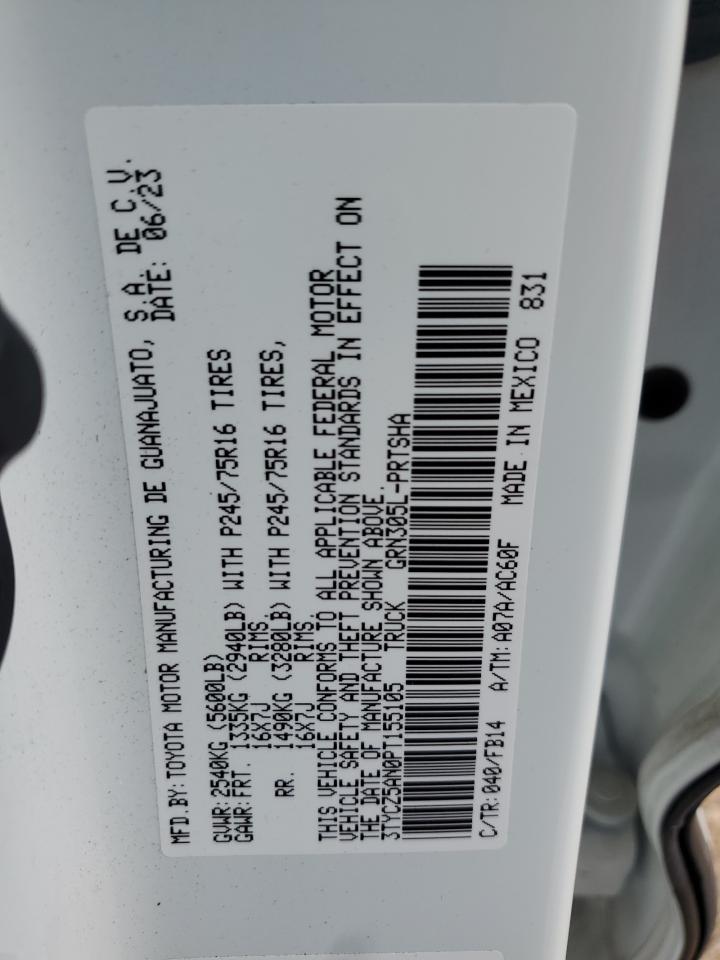 MFD.BY: TOYOTA MOTOR MANUFACTURING DE GUANAJUATO, S.A. DE C.V.
DATE: 06/23
GVWR: 2540KG (5600LB)
GAWR: FRT. 1335KG (2940LB) WITH P245/75R16 TIRES
16X7J RIMS.
RR. 1490KG (3280LB) WITH P245/75R16 TIRES,
16X7J RIMS.
THIS VEHICLE CONFORMS TO ALL APPLICABLE FEDERAL MOTOR
VEHICLE SAFETY AND THEFT PREVENTION STANDARDS IN EFFECT ON
THE DATE OF MANUFACTURE SHOWN ABOVE.
3TYCZ5AN0PT155105 TRUCK GRN305L-PRTSHA
C/TR: 040/FB14 A/TM: A07A/AC60F MADE IN MEXICO 831